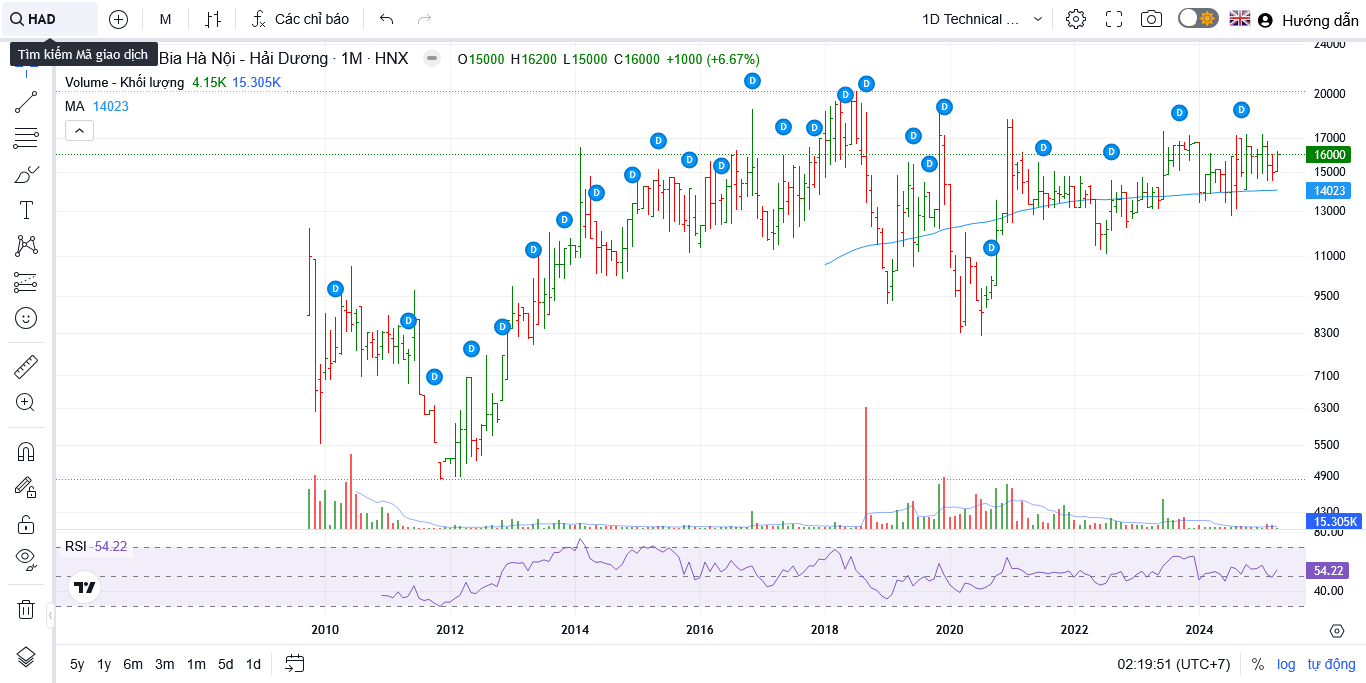 HAD
M
Các chỉ báo
1D Technical ...
Hướng dẫn
Tìm kiếm Mã giao dịch
Bia Hà Nội - Hải Dương · 1M · HNX
O15000 H16200 L15000 C16000 +1000 (+6.67%)
Volume - Khối lượng 4.15K 15.305K
MA 14023
24000
20000
17000
16000
15000
14023
13000
11000
9500
8300
7100
6300
5500
4900
4300
15.305K
D D D D D D D D D D D D D D D D D D D D D D D D D D
RSI 54.22
80.00
54.22
40.00
2010 2012 2014 2016 2018 2020 2022 2024
5y 1y 6m 3m 1m 5d 1d
02:19:51 (UTC+7) % log tự động